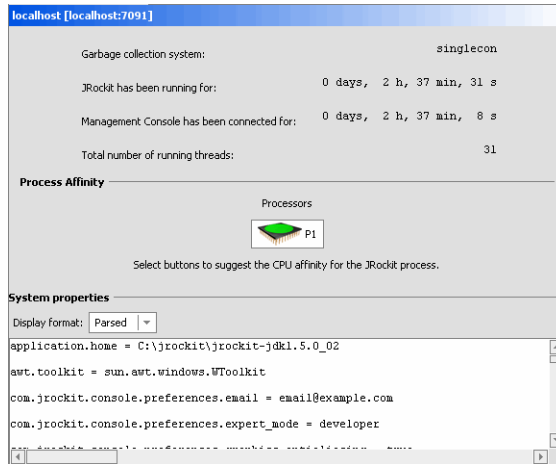 localhost [localhost:7091]
Garbage collection system: singlecon
JRockit has been running for: 0 days, 2 h, 37 min, 31 s
Management Console has been connected for: 0 days, 2 h, 37 min, 8 s
Total number of running threads: 31
Process Affinity
Processors
P1
Select buttons to suggest the CPU affinity for the JRockit process.
System properties
Display format: Parsed
application.home = C:\jrockit\jrockit-jdk1.5.0_02
awt.toolkit = sun.awt.windows.WToolkit
com.jrockit.console.preferences.email = email@example.com
com.jrockit.console.preferences.expert_mode = developer